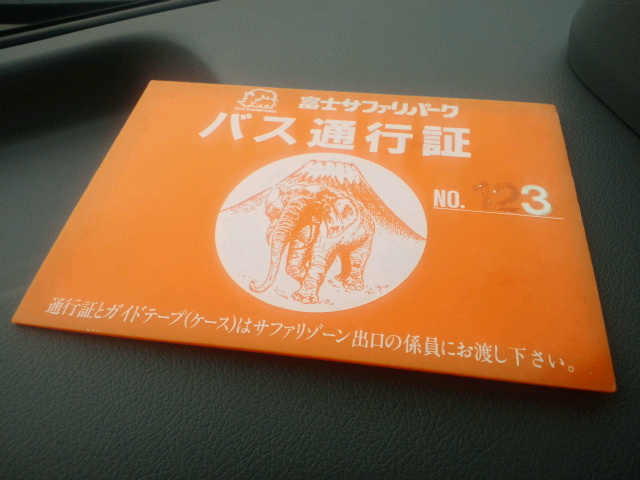 富士サファリパーク
バス通行証
NO. 123
通行証とガイドテープ(ケース)はサファリゾーン出口の係員にお渡し下さい。